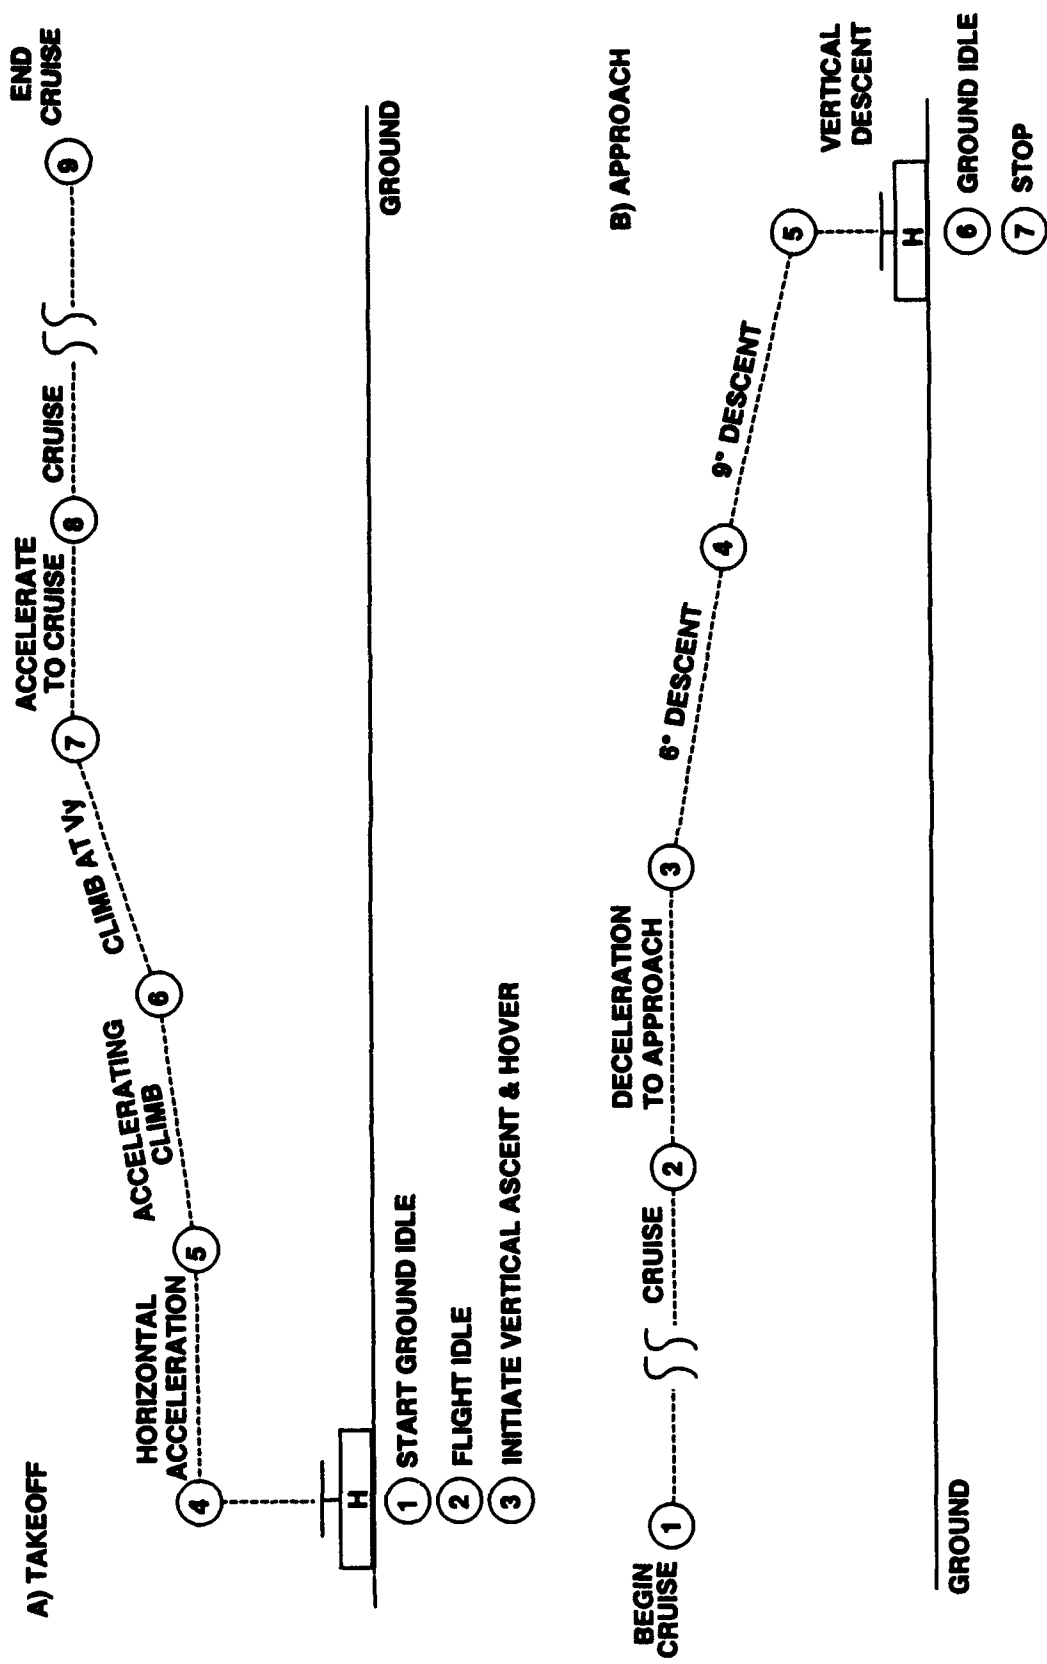 A) TAKEOFF
HORIZONTAL
ACCELERATION
ACCELERATING
CLIMB
CLIMB AT Vy
ACCELERATE
TO CRUISE
CRUISE
END
CRUISE
4
5
6
7
8
9
H
GROUND
1 START GROUND IDLE
2 FLIGHT IDLE
3 INITIATE VERTICAL ASCENT & HOVER
B) APPROACH
BEGIN
CRUISE
1
CRUISE
2
DECELERATION
TO APPROACH
3
6° DESCENT
4
9° DESCENT
5
VERTICAL
DESCENT
H
GROUND
6 GROUND IDLE
7 STOP